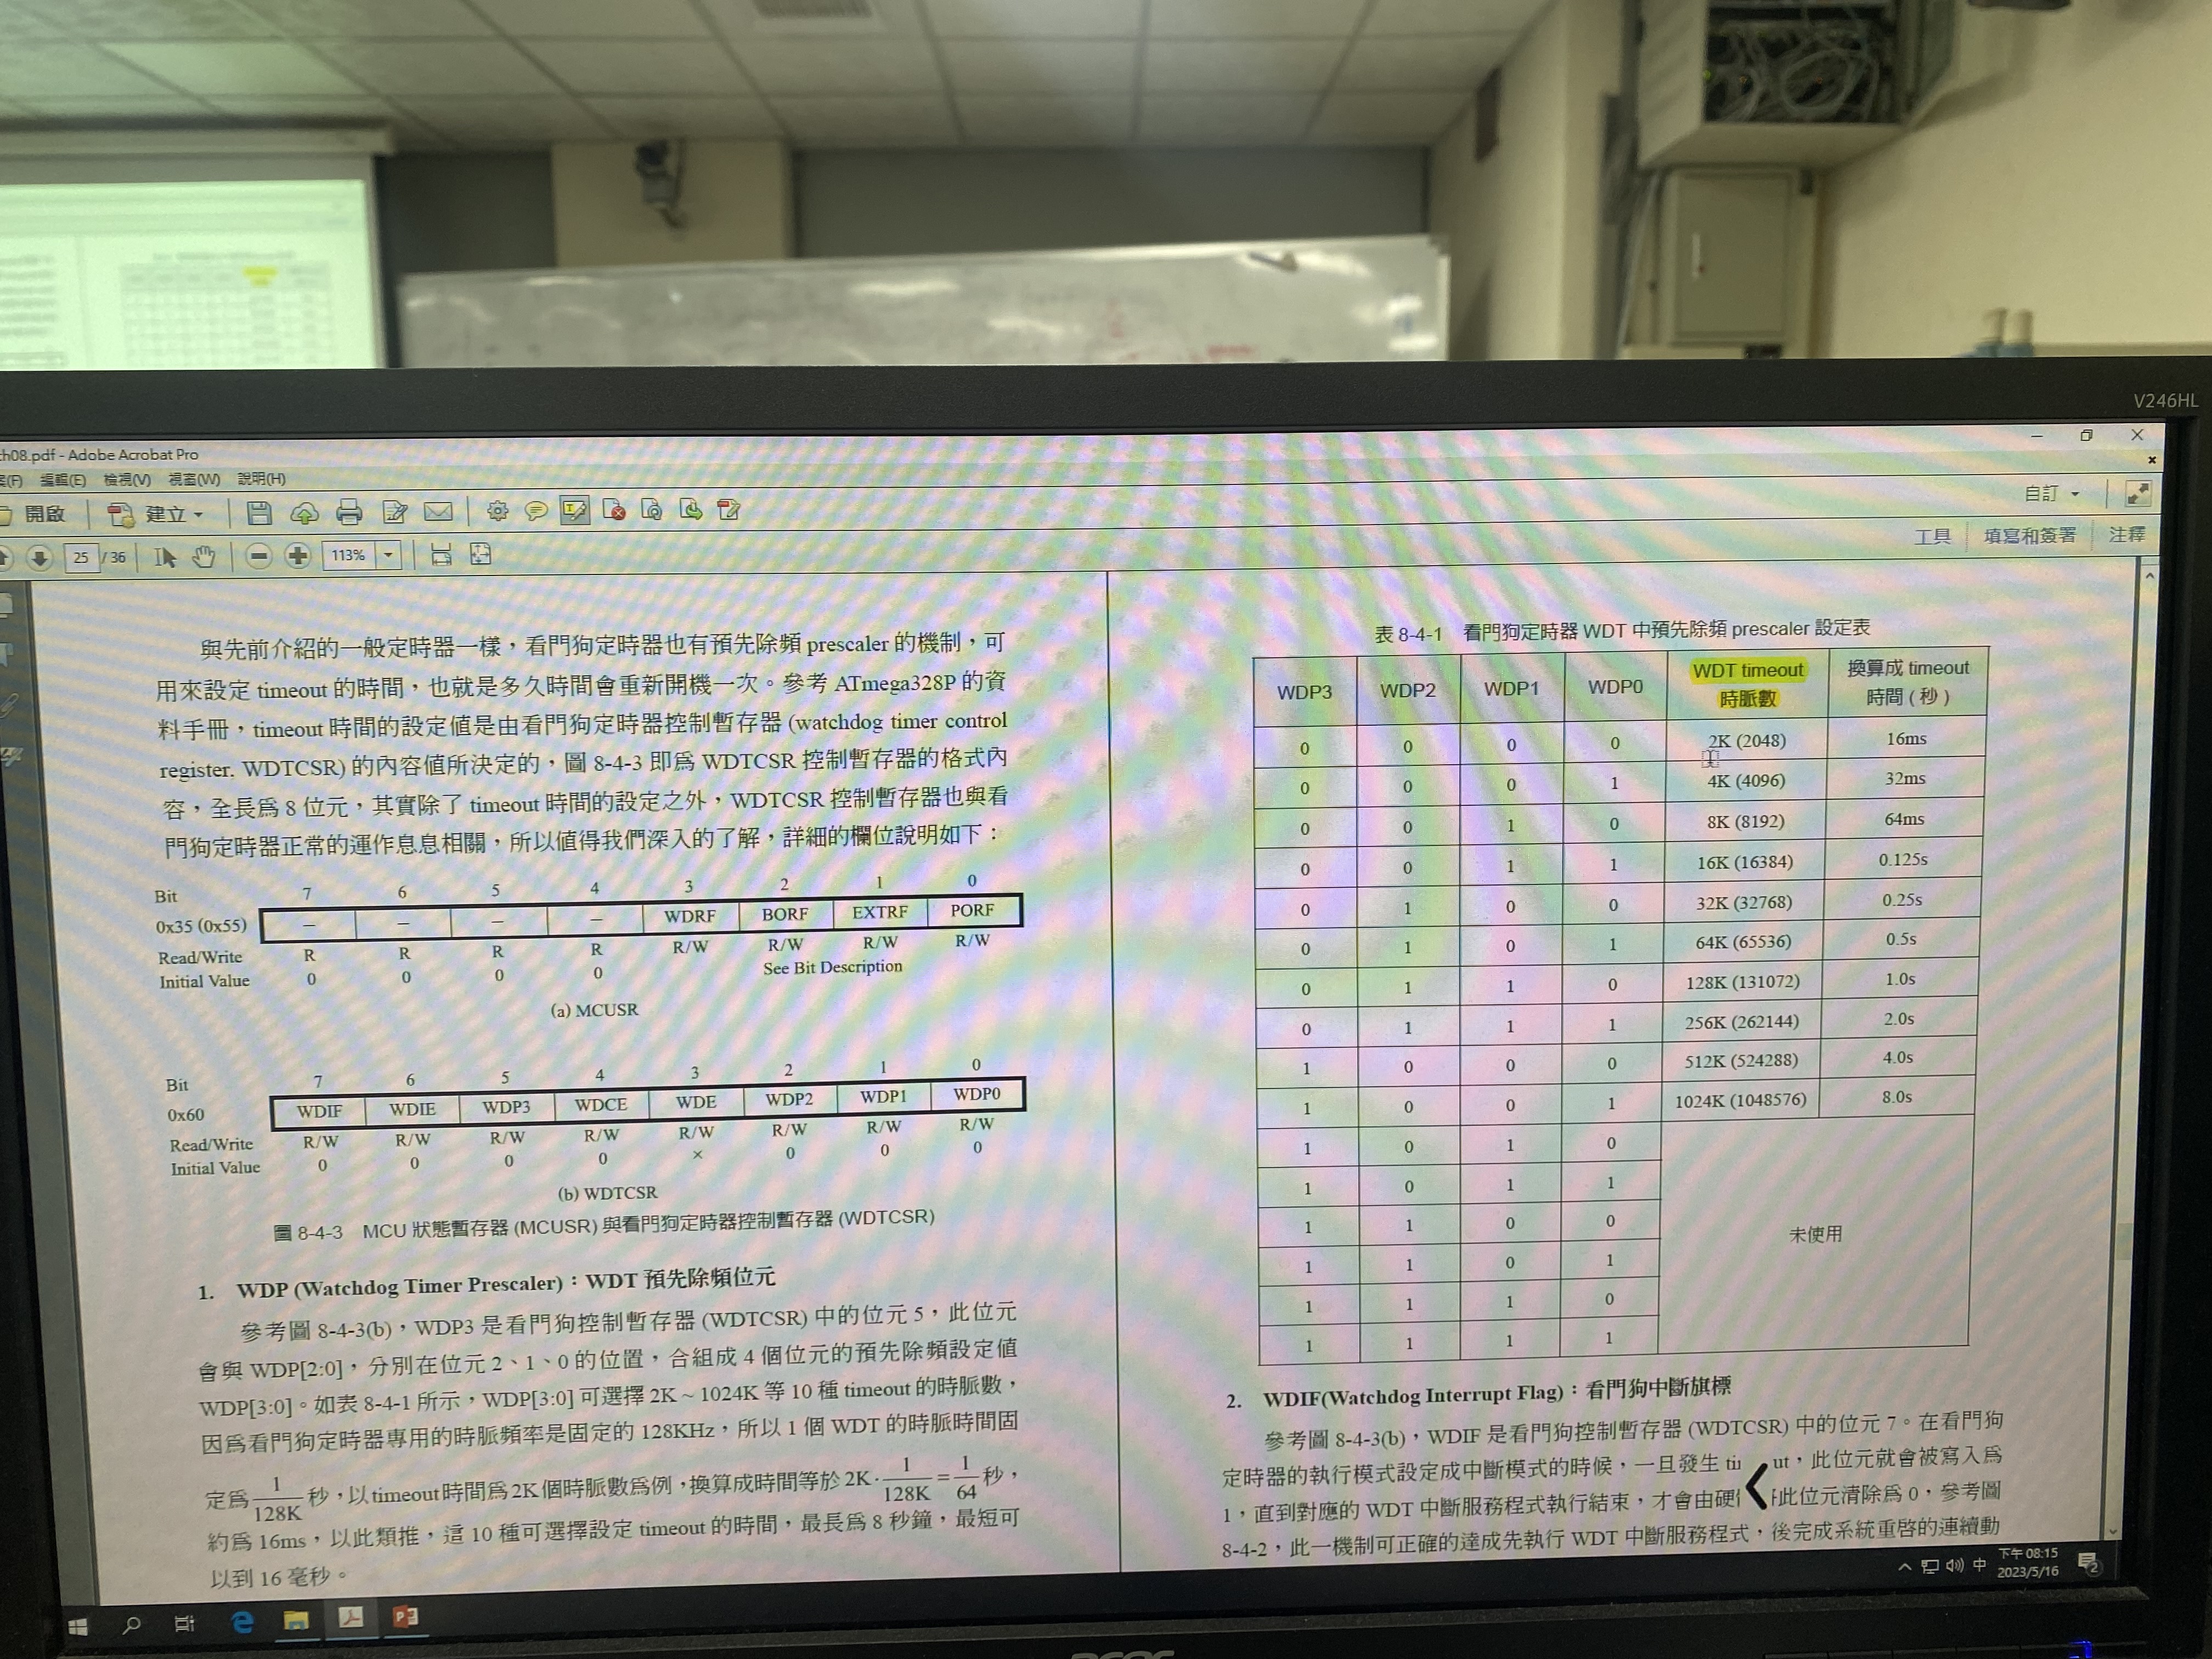 V246HL
h08.pdf - Adobe Acrobat Pro
(F) 編輯(E) 檢視(V) 視窗(W) 說明(H)
開啟 建立 自訂
25 / 36 113% 工具 填寫和簽署 注釋
與先前介紹的一般定時器一樣，看門狗定時器也有預先除頻 prescaler 的機制，可
用來設定 timeout 的時間，也就是多久時間會重新開機一次。參考 ATmega328P 的資
料手冊，timeout 時間的設定值是由看門狗定時器控制暫存器 (watchdog timer control
register. WDTCSR) 的內容值所決定的，圖 8-4-3 即為 WDTCSR 控制暫存器的格式內
容，全長為 8 位元，其實除了 timeout 時間的設定之外，WDTCSR 控制暫存器也與看
門狗定時器正常的運作息息相關，所以值得我們深入的了解，詳細的欄位說明如下：
Bit 7 6 5 4 3 2 1 0
0x35 (0x55) – – – – WDRF BORF EXTRF PORF
Read/Write R R R R R/W R/W R/W R/W
Initial Value 0 0 0 0 See Bit Description
(a) MCUSR
Bit 7 6 5 4 3 2 1 0
0x60 WDIF WDIE WDP3 WDCE WDE WDP2 WDP1 WDP0
Read/Write R/W R/W R/W R/W R/W R/W R/W R/W
Initial Value 0 0 0 0 × 0 0 0
(b) WDTCSR
圖 8-4-3 MCU 狀態暫存器 (MCUSR) 與看門狗定時器控制暫存器 (WDTCSR)
1. WDP (Watchdog Timer Prescaler)：WDT 預先除頻位元
參考圖 8-4-3(b)，WDP3 是看門狗控制暫存器 (WDTCSR) 中的位元 5，此位元
會與 WDP[2:0]，分別在位元 2、1、0 的位置，合組成 4 個位元的預先除頻設定值
WDP[3:0]。如表 8-4-1 所示，WDP[3:0] 可選擇 2K ~ 1024K 等 10 種 timeout 的時脈數，
因為看門狗定時器專用的時脈頻率是固定的 128KHz，所以 1 個 WDT 的時脈時間固
定為 1/128K 秒，以 timeout 時間為 2K 個時脈數為例，換算成時間等於 2K · 1/128K = 1/64 秒，
約為 16ms，以此類推，這 10 種可選擇設定 timeout 的時間，最長為 8 秒鐘，最短可
以到 16 毫秒。
表 8-4-1 看門狗定時器 WDT 中預先除頻 prescaler 設定表
WDP3 WDP2 WDP1 WDP0 WDT timeout 時脈數 換算成 timeout 時間 ( 秒 )
0 0 0 0 2K (2048) 16ms
0 0 0 1 4K (4096) 32ms
0 0 1 0 8K (8192) 64ms
0 0 1 1 16K (16384) 0.125s
0 1 0 0 32K (32768) 0.25s
0 1 0 1 64K (65536) 0.5s
0 1 1 0 128K (131072) 1.0s
0 1 1 1 256K (262144) 2.0s
1 0 0 0 512K (524288) 4.0s
1 0 0 1 1024K (1048576) 8.0s
1 0 1 0
1 0 1 1
1 1 0 0
未使用
1 1 0 1
1 1 1 0
1 1 1 1
2. WDIF(Watchdog Interrupt Flag)：看門狗中斷旗標
參考圖 8-4-3(b)，WDIF 是看門狗控制暫存器 (WDTCSR) 中的位元 7。在看門狗
定時器的執行模式設定成中斷模式的時候，一旦發生 ti ut，此位元就會被寫入為
1，直到對應的 WDT 中斷服務程式執行結束，才會由硬 此位元清除為 0，參考圖
8-4-2，此一機制可正確的達成先執行 WDT 中斷服務程式，後完成系統重啓的連續動
中 下午 08:15
2023/5/16 2